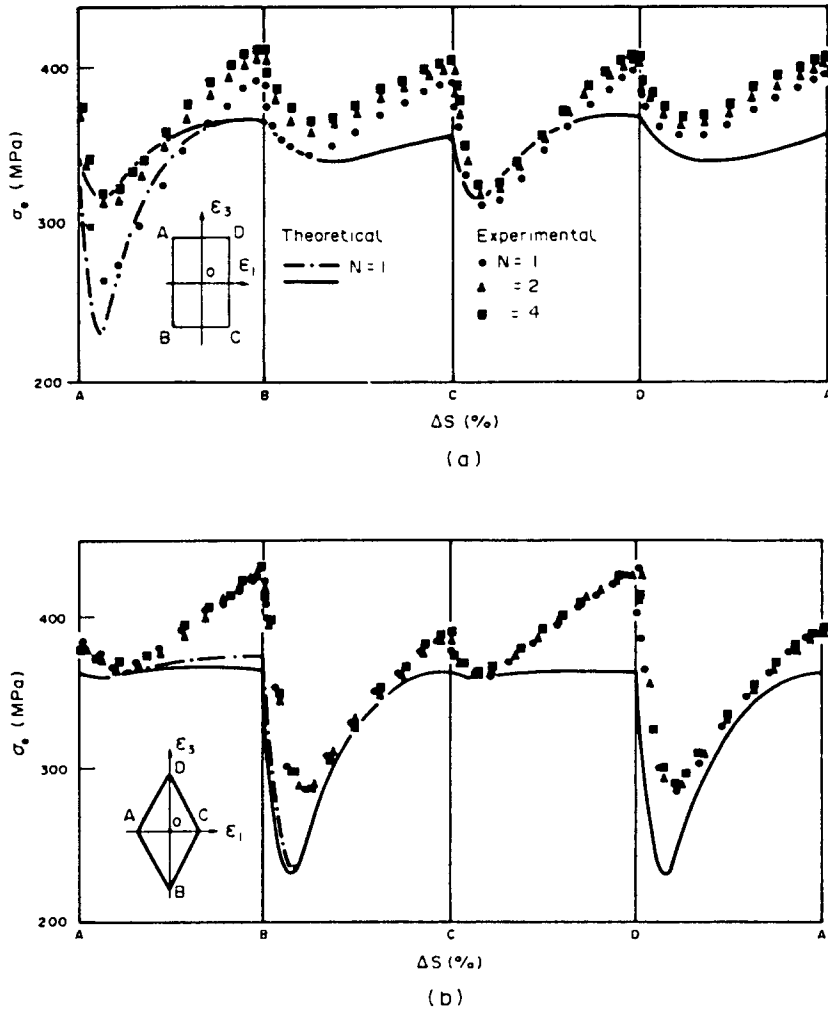 400
300
200
σₑ (MPa)
ε₃
A D
O ε₁
B C
Theoretical
N = 1
Experimental
N = 1
= 2
= 4
A B C D A
ΔS (%)
(a)
400
300
200
σₑ (MPa)
ε₃
D
A O C ε₁
B
A B C D A
ΔS (%)
(b)